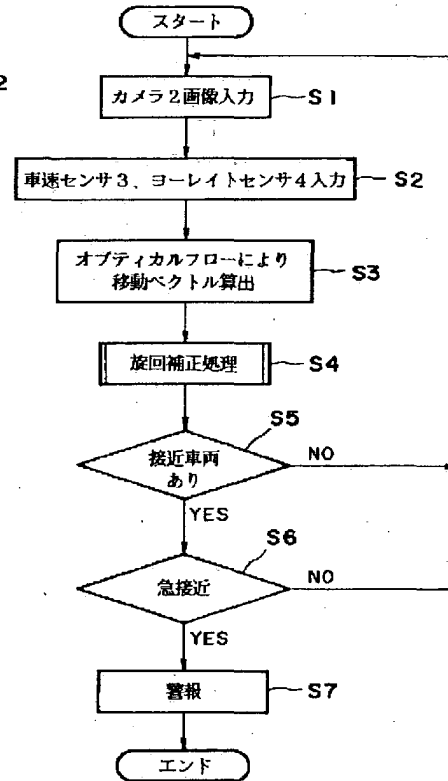 スタート
2
カメラ2画像入力
S1
車速センサ3、ヨーレイトセンサ4入力
S2
オプティカルフローにより
移動ベクトル算出
S3
旋回補正処理
S4
S5
接近車両
あり
NO
YES
S6
急接近
NO
YES
警報
S7
エンド